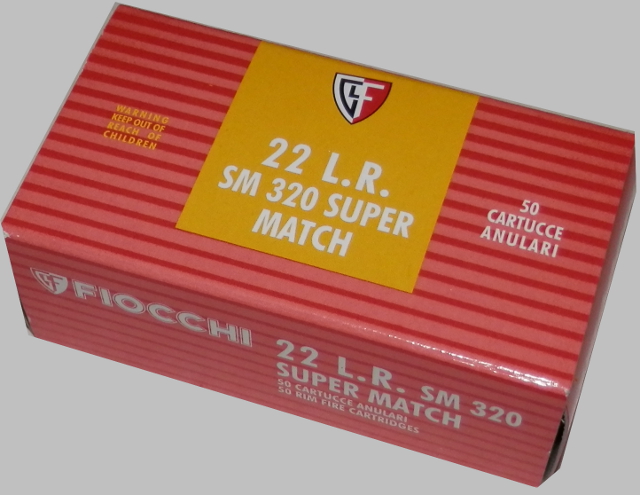 WARNING
KEEP OUT OF
REACH OF
CHILDREN
GLF
22 L.R.
SM 320 SUPER
MATCH
50
CARTUCCE
ANULARI
FIOCCHI
22 L.R. SM 320
SUPER MATCH
50 CARTUCCE ANULARI
50 RIM FIRE CARTRIDGES